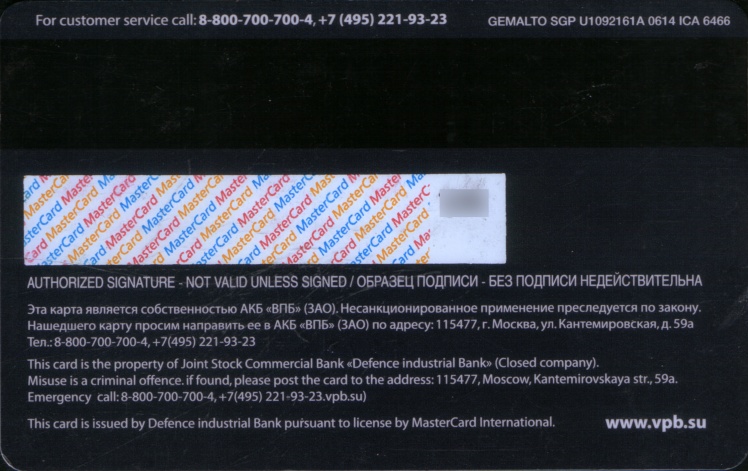 For customer service call: 8-800-700-700-4, +7 (495) 221-93-23 GEMALTO SGP U1092161A 0614 ICA 6466
MasterCard MasterCard MasterCard MasterCard
AUTHORIZED SIGNATURE - NOT VALID UNLESS SIGNED / ОБРАЗЕЦ ПОДПИСИ - БЕЗ ПОДПИСИ НЕДЕЙСТВИТЕЛЬНА
Эта карта является собственностью АКБ «ВПБ» (ЗАО). Несанкционированное применение преследуется по закону.
Нашедшего карту просим направить ее в АКБ «ВПБ» (ЗАО) по адресу: 115477, г. Москва, ул. Кантемировская, д. 59а
Тел.: 8-800-700-700-4, +7(495) 221-93-23
This card is the property of Joint Stock Commercial Bank «Defence industrial Bank» (Closed company).
Misuse is a criminal offence. if found, please post the card to the address: 115477, Moscow, Kantemirovskaya str., 59a.
Emergency call: 8-800-700-700-4, +7(495) 221-93-23.vpb.su)
This card is issued by Defence industrial Bank pursuant to license by MasterCard International. www.vpb.su